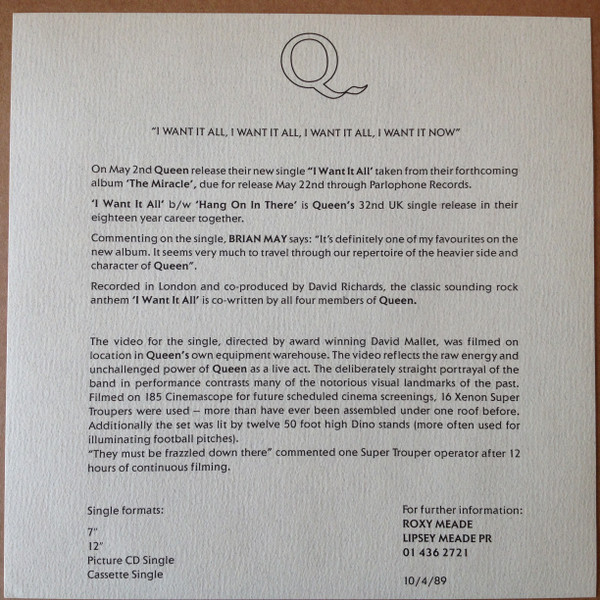 Q
"I WANT IT ALL, I WANT IT ALL, I WANT IT ALL, I WANT IT NOW"
On May 2nd Queen release their new single "I Want It All' taken from their forthcoming
album 'The Miracle', due for release May 22nd through Parlophone Records.
'I Want It All' b/w 'Hang On In There' is Queen's 32nd UK single release in their
eighteen year career together.
Commenting on the single, BRIAN MAY says: "It's definitely one of my favourites on the
new album. It seems very much to travel through our repertoire of the heavier side and
character of Queen".
Recorded in London and co-produced by David Richards, the classic sounding rock
anthem 'I Want It All' is co-written by all four members of Queen.
The video for the single, directed by award winning David Mallet, was filmed on
location in Queen's own equipment warehouse. The video reflects the raw energy and
unchallenged power of Queen as a live act. The deliberately straight portrayal of the
band in performance contrasts many of the notorious visual landmarks of the past.
Filmed on 185 Cinemascope for future scheduled cinema screenings, 16 Xenon Super
Troupers were used – more than have ever been assembled under one roof before.
Additionally the set was lit by twelve 50 foot high Dino stands (more often used for
illuminating football pitches).
"They must be frazzled down there" commented one Super Trouper operator after 12
hours of continuous filming.
Single formats:
7"
12"
Picture CD Single
Cassette Single
For further information:
ROXY MEADE
LIPSEY MEADE PR
01 436 2721
10/4/89